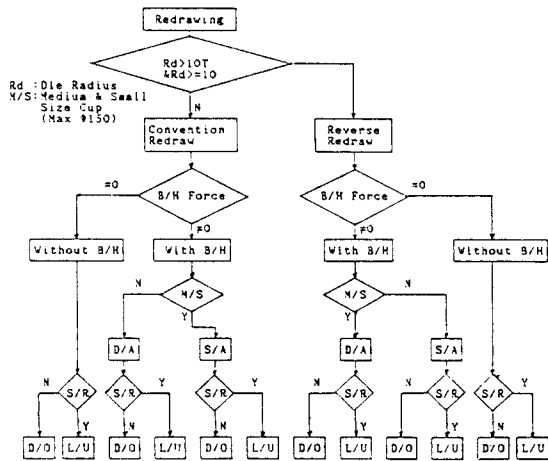 Redrawing
Rd>10T
&Rd>=10
Rd :Die Radius
M/S:Medium & Small
Size Cup
(Max φ150)
N
Convention
Redraw
Reverse
Redraw
=0
B/H Force
≠0
B/H Force
=0
≠0
Without B/H
With B/H
With B/H
Without B/H
N
M/S
Y
M/S
N
Y
D/A
S/A
D/A
S/A
N
S/R
Y
N
S/R
Y
N
S/R
Y
N
S/R
Y
N
S/R
Y
N
S/R
Y
D/O
L/U
D/O
L/U
D/O
L/U
D/O
L/U
D/O
L/U
D/O
L/U